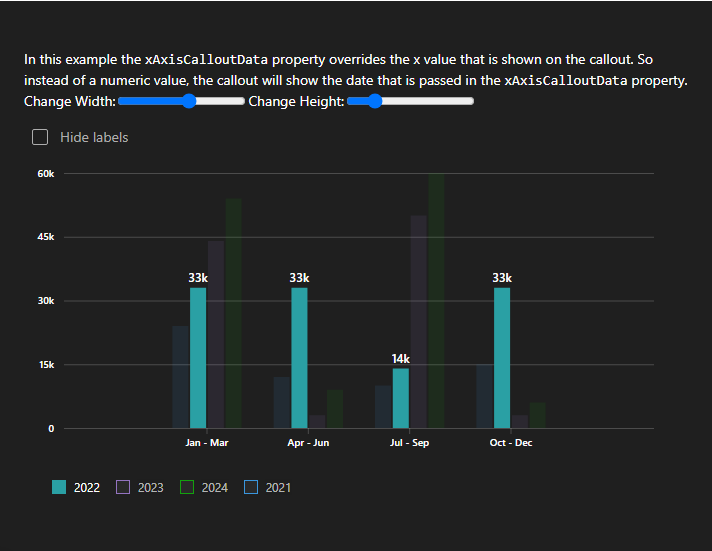 In this example the xAxisCalloutData property overrides the x value that is shown on the callout. So
instead of a numeric value, the callout will show the date that is passed in the xAxisCalloutData property.
Change Width: Change Height:
Hide labels
60k
45k
30k
15k
0
33k 33k 14k 33k
Jan - Mar Apr - Jun Jul - Sep Oct - Dec
2022 2023 2024 2021